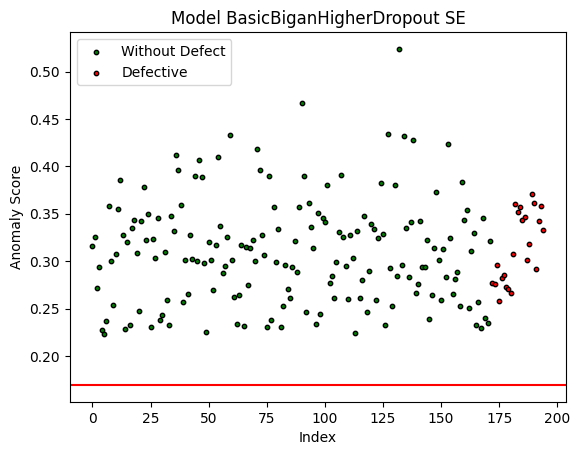 Model BasicBiganHigherDropout SE
Without Defect
Defective
0.50
0.45
0.40
0.35
0.30
0.25
0.20
Anomaly Score
0 25 50 75 100 125 150 175 200
Index